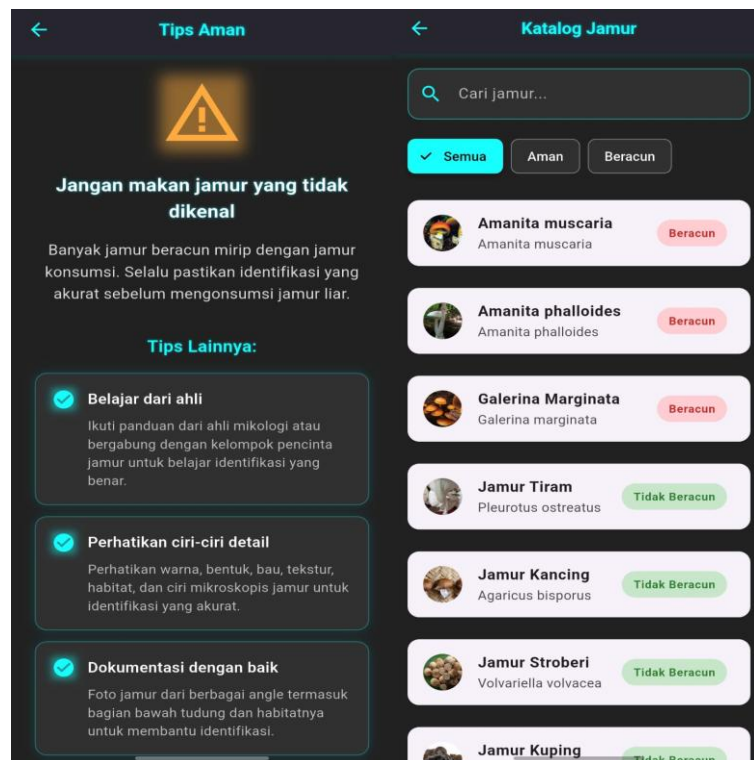 Tips Aman
Jangan makan jamur yang tidak
dikenal
Banyak jamur beracun mirip dengan jamur
konsumsi. Selalu pastikan identifikasi yang
akurat sebelum mengonsumsi jamur liar.
Tips Lainnya:
Belajar dari ahli
Ikuti panduan dari ahli mikologi atau
bergabung dengan kelompok pencinta
jamur untuk belajar identifikasi yang
benar.
Perhatikan ciri-ciri detail
Perhatikan warna, bentuk, bau, tekstur,
habitat, dan ciri mikroskopis jamur untuk
identifikasi yang akurat.
Dokumentasi dengan baik
Foto jamur dari berbagai angle termasuk
bagian bawah tudung dan habitatnya
untuk membantu identifikasi.
Katalog Jamur
Cari jamur...
Semua Aman Beracun
Amanita muscaria
Amanita muscaria
Beracun
Amanita phalloides
Amanita phalloides
Beracun
Galerina Marginata
Galerina marginata
Beracun
Jamur Tiram
Pleurotus ostreatus
Tidak Beracun
Jamur Kancing
Agaricus bisporus
Tidak Beracun
Jamur Stroberi
Volvariella volvacea
Tidak Beracun
Jamur Kuping
Tidak Beracun